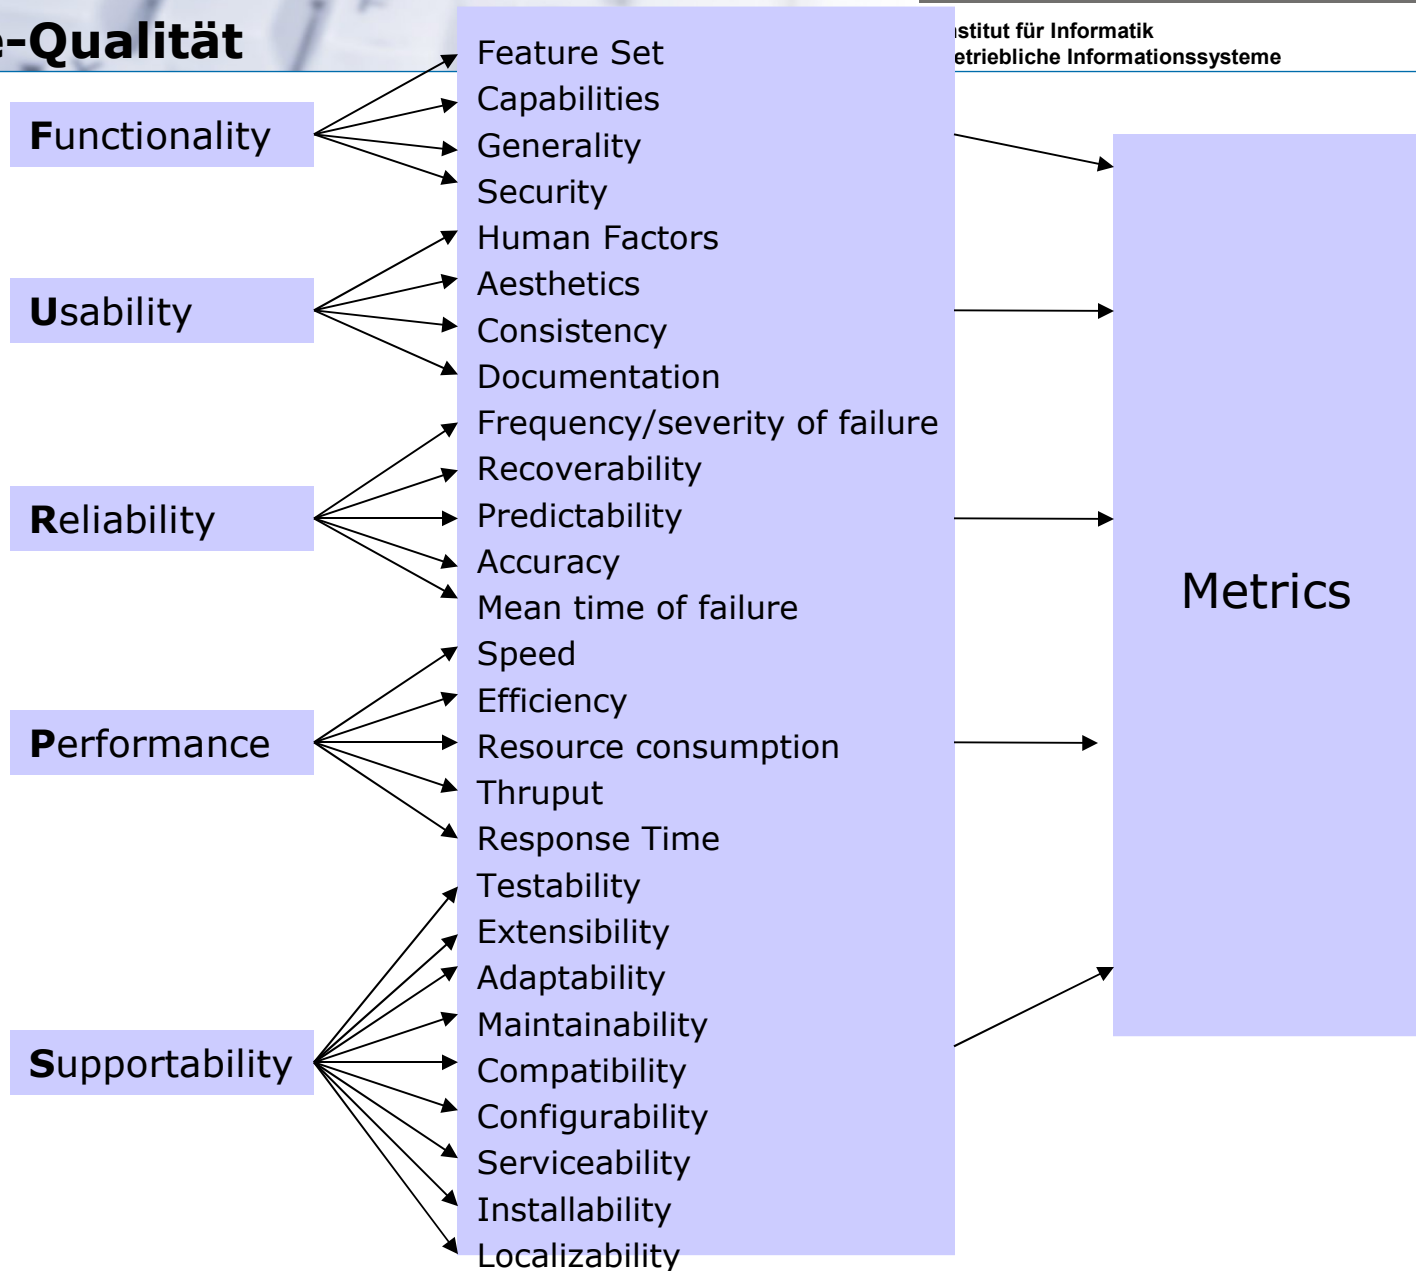 e-Qualität
nstitut für Informatik
etriebliche Informationssysteme
Functionality
Usability
Reliability
Performance
Supportability
Feature Set
Capabilities
Generality
Security
Human Factors
Aesthetics
Consistency
Documentation
Frequency/severity of failure
Recoverability
Predictability
Accuracy
Mean time of failure
Speed
Efficiency
Resource consumption
Thruput
Response Time
Testability
Extensibility
Adaptability
Maintainability
Compatibility
Configurability
Serviceability
Installability
Localizability
Metrics